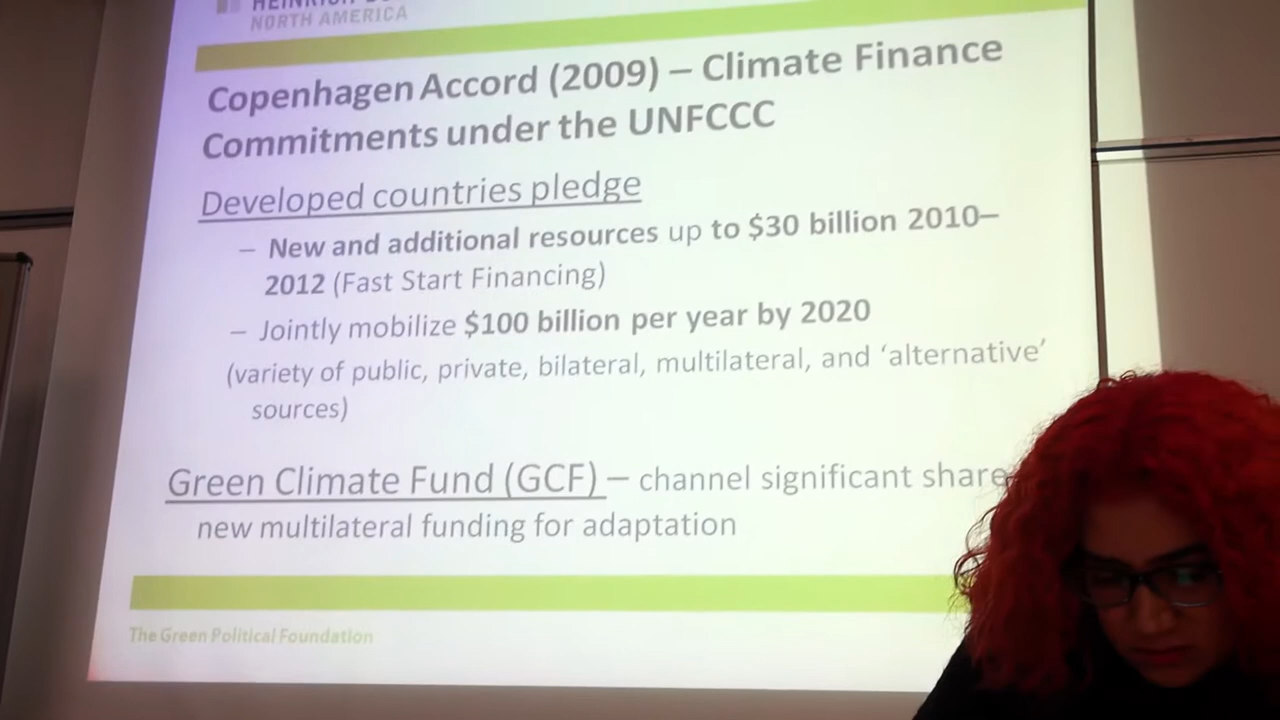 NORTH AMERICA
Copenhagen Accord (2009) – Climate Finance
Commitments under the UNFCCC
Developed countries pledge
– New and additional resources up to $30 billion 2010–
2012 (Fast Start Financing)
– Jointly mobilize $100 billion per year by 2020
(variety of public, private, bilateral, multilateral, and ‘alternative’
sources)
Green Climate Fund (GCF) – channel significant share
new multilateral funding for adaptation
The Green Political Foundation